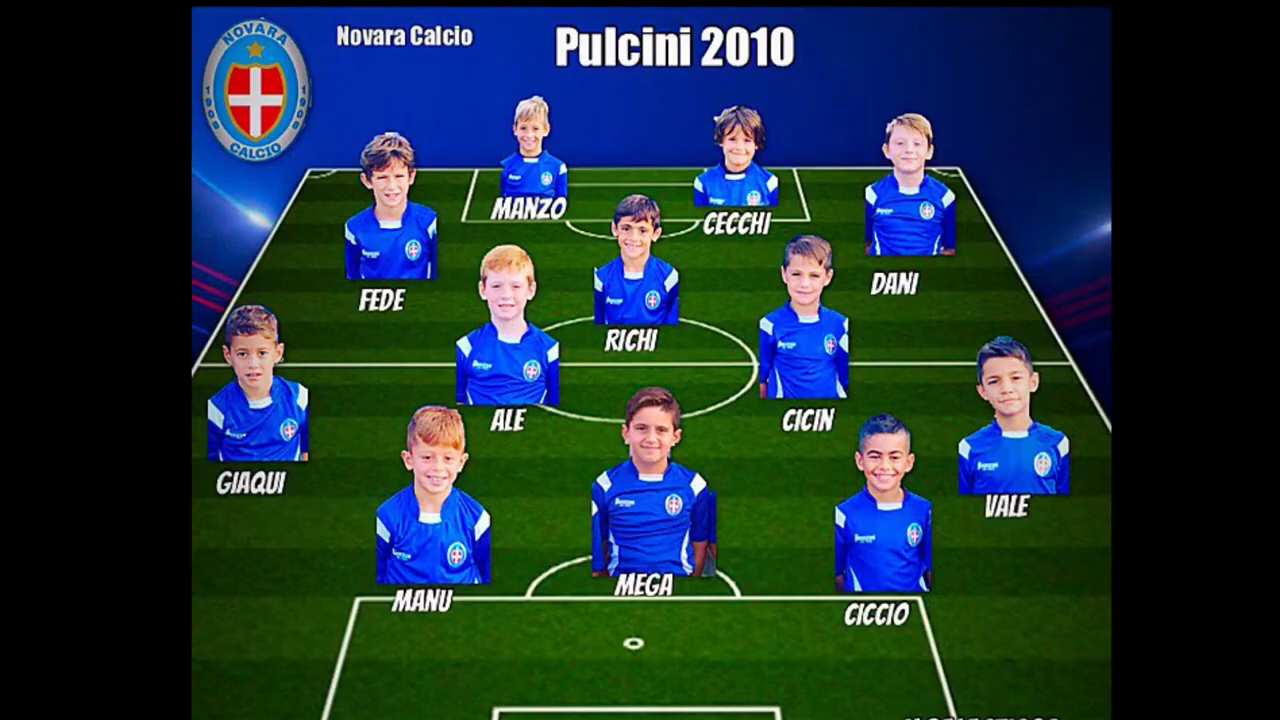 NOVARA
CALCIO
Novara Calcio
Pulcini 2010
MANZO
CECCHI
DANI
FEDE
RICHI
ALE
CICIN
GIAQUI
VALE
MEGA
MANU
CICCIO